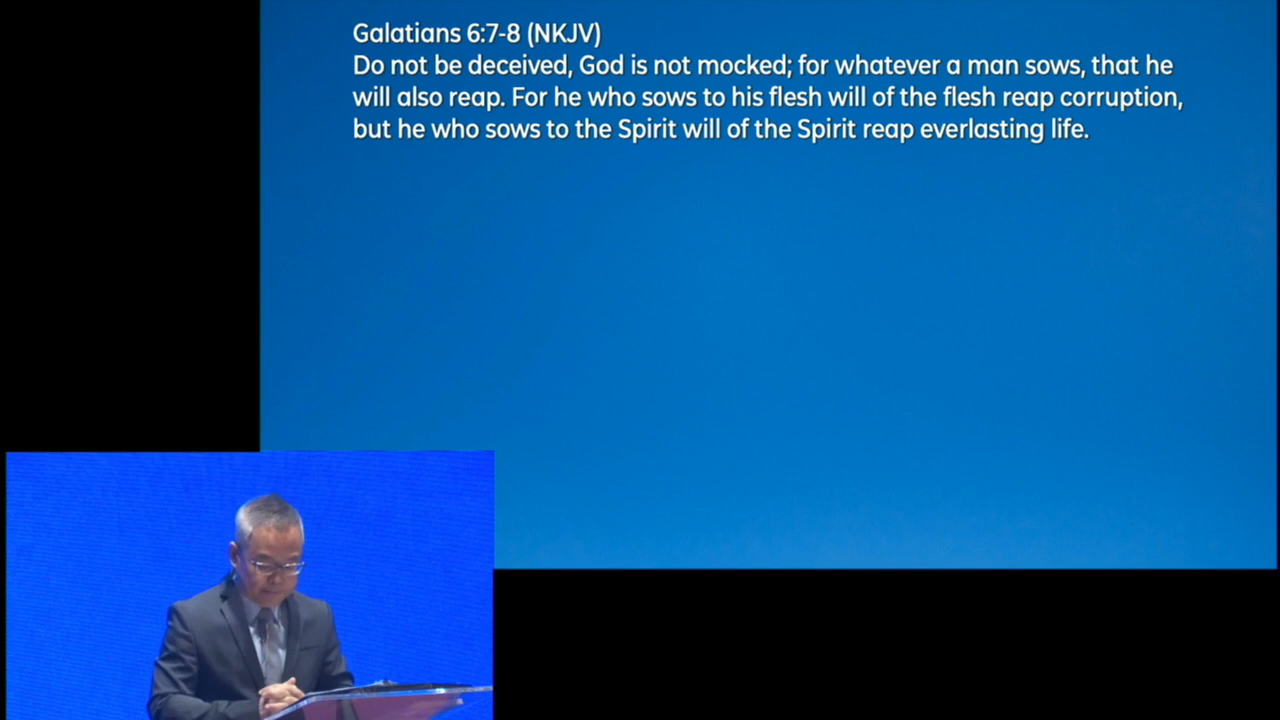 Galatians 6:7-8 (NKJV)
Do not be deceived, God is not mocked; for whatever a man sows, that he
will also reap. For he who sows to his flesh will of the flesh reap corruption,
but he who sows to the Spirit will of the Spirit reap everlasting life.